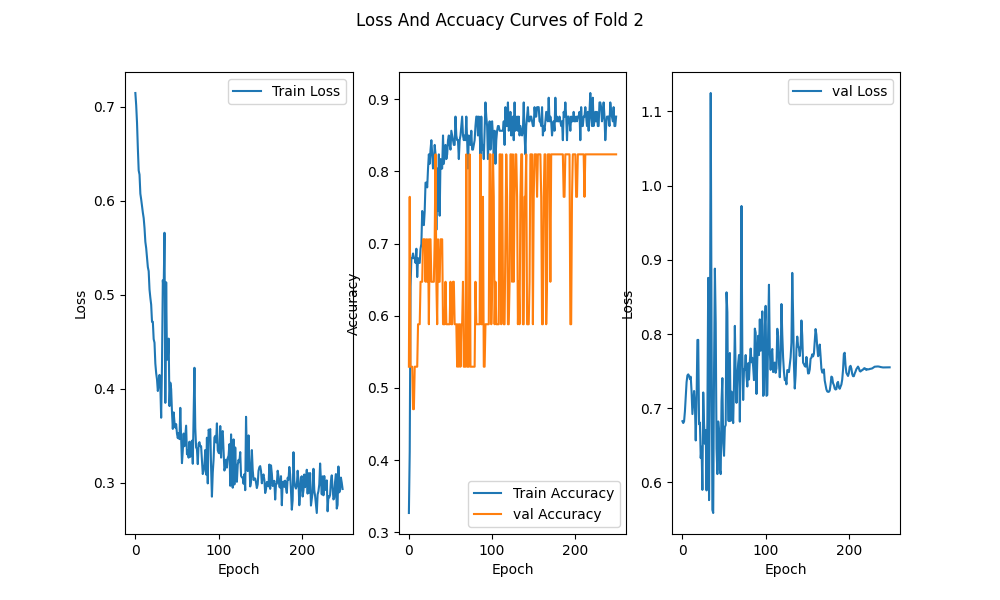 Loss And Accuacy Curves of Fold 2
Train Loss
0.7
0.6
0.5
0.4
0.3
Loss
0
100
200
Epoch
0.9
0.8
0.7
0.6
0.5
0.4
0.3
Accuracy
Train Accuracy
val Accuracy
0
100
200
Epoch
val Loss
1.1
1.0
0.9
0.8
0.7
0.6
Loss
0
100
200
Epoch